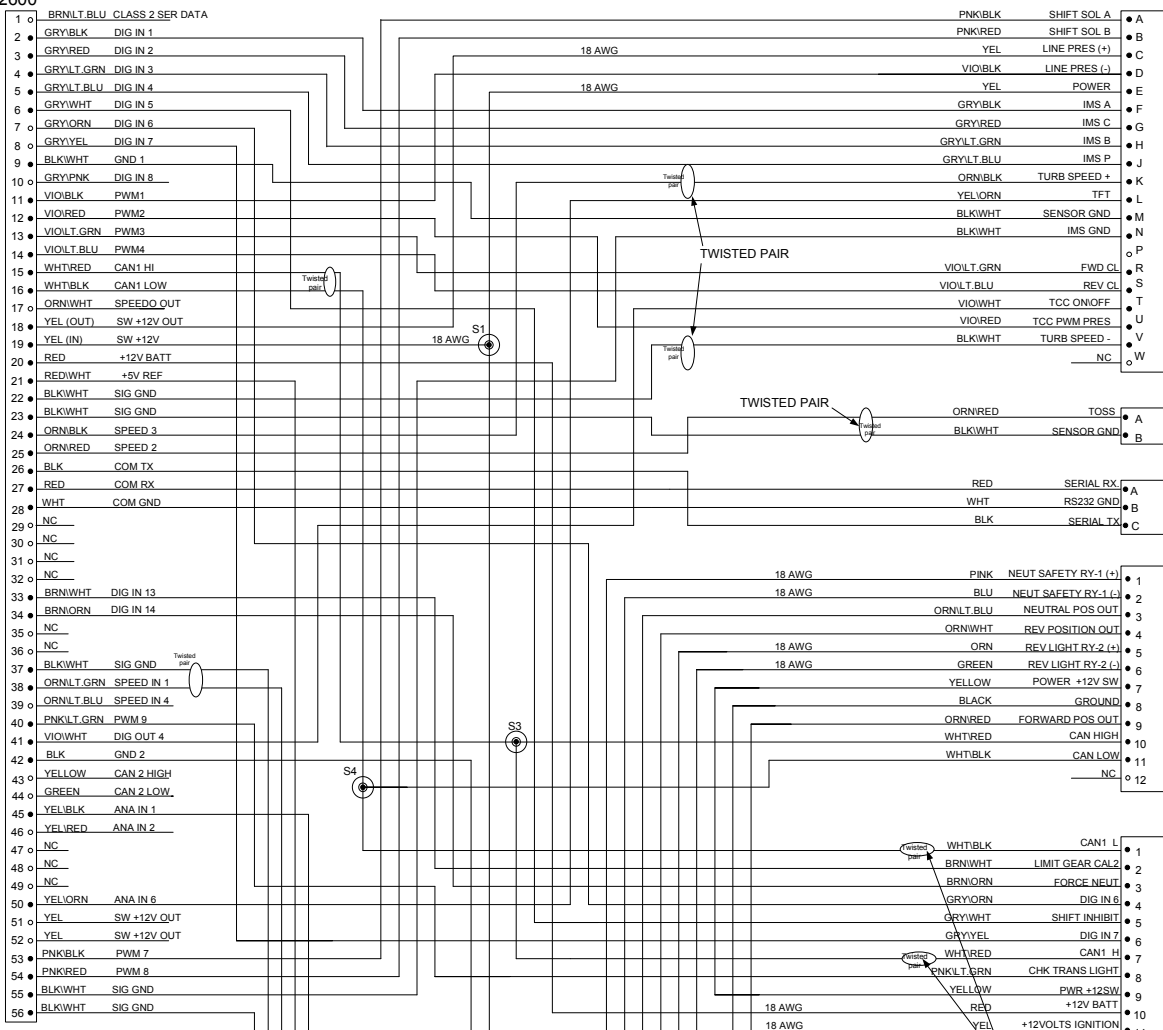 2600
1 BRN\LT.BLU CLASS 2 SER DATA
2 GRY\BLK DIG IN 1
3 GRY\RED DIG IN 2
4 GRY\LT.GRN DIG IN 3
5 GRY\LT.BLU DIG IN 4
6 GRY\WHT DIG IN 5
7 GRY\ORN DIG IN 6
8 GRY\YEL DIG IN 7
9 BLK\WHT GND 1
10 GRY\PNK DIG IN 8
11 VIO\BLK PWM1
12 VIO\RED PWM2
13 VIO\LT.GRN PWM3
14 VIO\LT.BLU PWM4
15 WHT\RED CAN1 HI
16 WHT\BLK CAN1 LOW
17 ORN\WHT SPEEDO OUT
18 YEL (OUT) SW +12V OUT
19 YEL (IN) SW +12V
20 RED +12V BATT
21 RED\WHT +5V REF
22 BLK\WHT SIG GND
23 BLK\WHT SIG GND
24 ORN\BLK SPEED 3
25 ORN\RED SPEED 2
26 BLK COM TX
27 RED COM RX
28 WHT COM GND
29 NC
30 NC
31 NC
32 NC
33 BRN\WHT DIG IN 13
34 BRN\ORN DIG IN 14
35 NC
36 NC
37 BLK\WHT SIG GND
38 ORN\LT.GRN SPEED IN 1
39 ORN\LT.BLU SPEED IN 4
40 PNK\LT.GRN PWM 9
41 VIO\WHT DIG OUT 4
42 BLK GND 2
43 YELLOW CAN 2 HIGH
44 GREEN CAN 2 LOW
45 YEL\BLK ANA IN 1
46 YEL\RED ANA IN 2
47 NC
48 NC
49 NC
50 YEL\ORN ANA IN 6
51 YEL SW +12V OUT
52 YEL SW +12V OUT
53 PNK\BLK PWM 7
54 PNK\RED PWM 8
55 BLK\WHT SIG GND
56 BLK\WHT SIG GND
Twisted pair
Twisted pair
18 AWG
18 AWG
18 AWG
S1
S3
S4
Twisted pair
TWISTED PAIR
Twisted pair
TWISTED PAIR
Twisted pair
PNK\BLK SHIFT SOL A A
PNK\RED SHIFT SOL B B
YEL LINE PRES (+) C
VIO\BLK LINE PRES (-) D
YEL POWER E
GRY\BLK IMS A F
GRY\RED IMS C G
GRY\LT.GRN IMS B H
GRY\LT.BLU IMS P J
ORN\BLK TURB SPEED + K
YEL\ORN TFT L
BLK\WHT SENSOR GND M
BLK\WHT IMS GND N
P
VIO\LT.GRN FWD CL R
VIO\LT.BLU REV CL S
VIO\WHT TCC ON\OFF T
VIO\RED TCC PWM PRES U
BLK\WHT TURB SPEED - V
NC W
ORN\RED TOSS A
BLK\WHT SENSOR GND B
RED SERIAL RX. A
WHT RS232 GND B
BLK SERIAL TX C
18 AWG PINK NEUT SAFETY RY-1 (+) 1
18 AWG BLU NEUT SAFETY RY-1 (-) 2
ORN\LT.BLU NEUTRAL POS OUT 3
ORN\WHT REV POSITION OUT 4
18 AWG ORN REV LIGHT RY-2 (+) 5
18 AWG GREEN REV LIGHT RY-2 (-) 6
YELLOW POWER +12V SW 7
BLACK GROUND 8
ORN\RED FORWARD POS OUT 9
WHT\RED CAN HIGH 10
WHT\BLK CAN LOW 11
NC 12
Twisted pair WHT\BLK CAN1 L 1
BRN\WHT LIMIT GEAR CAL2 2
BRN\ORN FORCE NEUT 3
GRY\ORN DIG IN 6 4
GRY\WHT SHIFT INHIBIT 5
GRY\YEL DIG IN 7 6
Twisted pair WHT\RED CAN1 H 7
PNK\LT.GRN CHK TRANS LIGHT 8
YELLOW PWR +12SW 9
18 AWG RED +12V BATT 10
18 AWG YEL +12VOLTS IGNITION